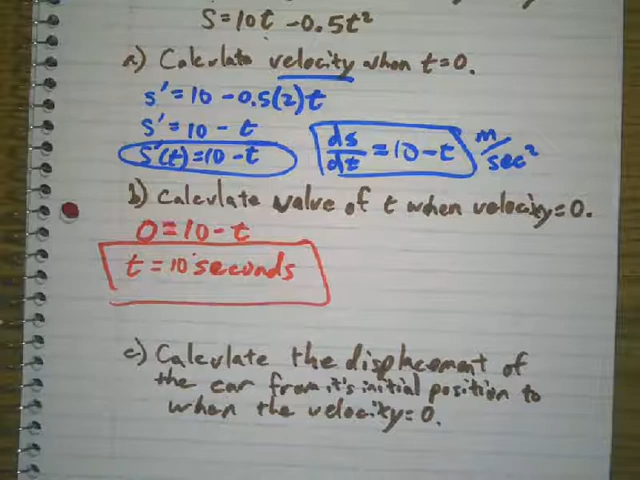 S=10t -0.5t²
a) Calculate velocity when t=0.
s'=10 -0.5(2)t
s'=10 - t
s'(t)=10-t
ds/dt =10-t m/sec²
b) Calculate value of t when velocity=0.
0=10-t
t=10 seconds
c) Calculate the displacement of
the car from it's initial position to
when the velocity=0.